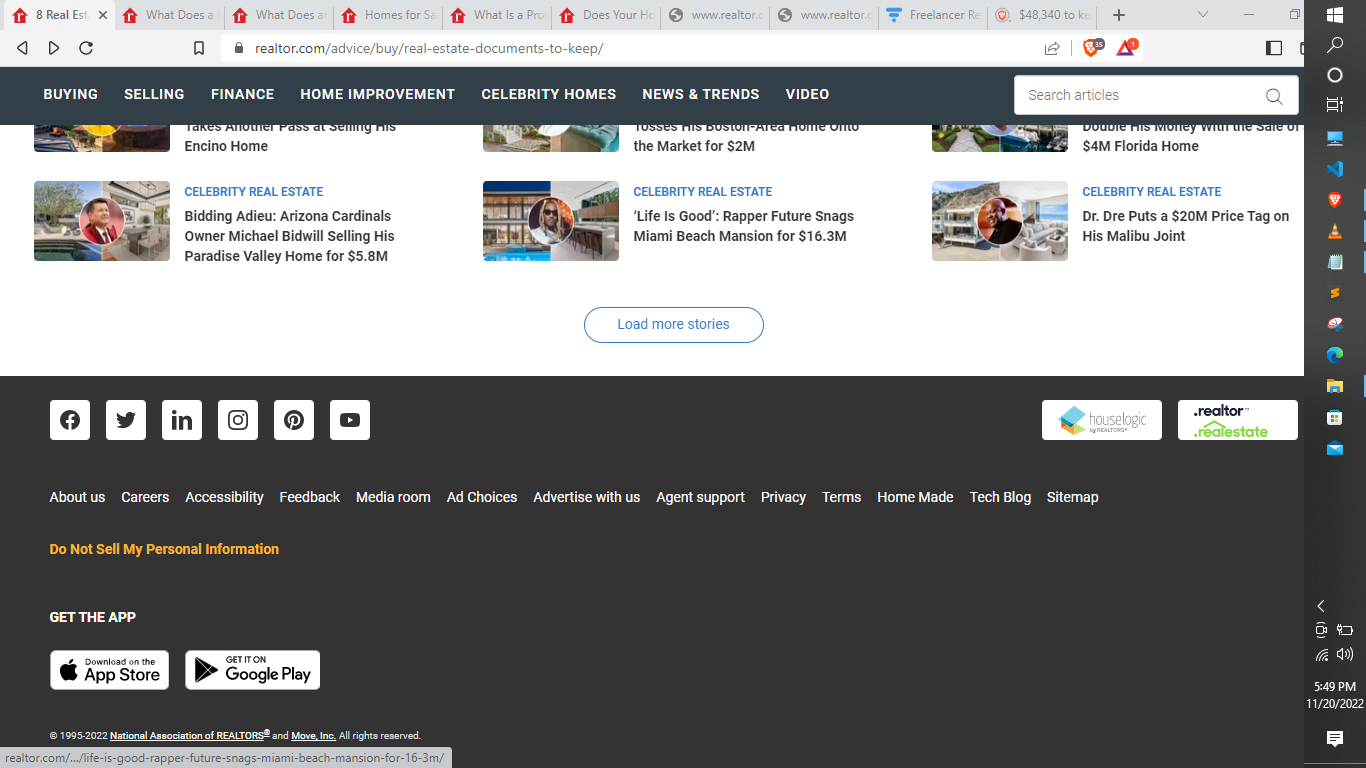 8 Real Est
What Does a
What Does an
Homes for Sa
What Is a Pro
Does Your Ho
www.realtor.c
www.realtor.c
Freelancer Re
$48,340 to ke
realtor.com/advice/buy/real-estate-documents-to-keep/
35
1
BUYING SELLING FINANCE HOME IMPROVEMENT CELEBRITY HOMES NEWS & TRENDS VIDEO
Search articles
Takes Another Pass at Selling His
Encino Home
Tosses His Boston-Area Home Onto
the Market for $2M
Double His Money With the Sale of
$4M Florida Home
CELEBRITY REAL ESTATE
Bidding Adieu: Arizona Cardinals
Owner Michael Bidwill Selling His
Paradise Valley Home for $5.8M
CELEBRITY REAL ESTATE
‘Life Is Good’: Rapper Future Snags
Miami Beach Mansion for $16.3M
CELEBRITY REAL ESTATE
Dr. Dre Puts a $20M Price Tag on
His Malibu Joint
Load more stories
houselogic
by REALTORS®
.realtor™
.realestate
About us Careers Accessibility Feedback Media room Ad Choices Advertise with us Agent support Privacy Terms Home Made Tech Blog Sitemap
Do Not Sell My Personal Information
GET THE APP
Download on the
App Store
GET IT ON
Google Play
© 1995-2022 National Association of REALTORS® and Move, Inc. All rights reserved.
realtor.com/.../life-is-good-rapper-future-snags-miami-beach-mansion-for-16-3m/
5:49 PM
11/20/2022